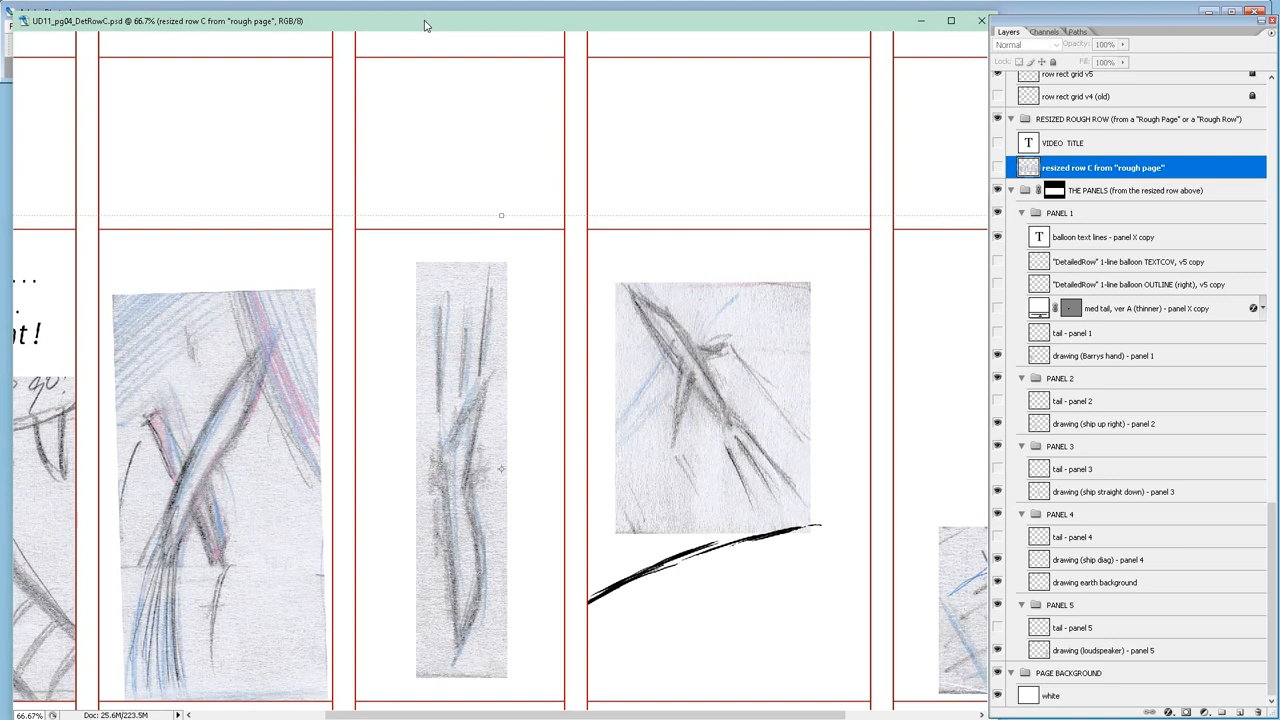 UD11_pg04_DetRowC.psd @ 66.7% (resized row C from "rough page", RGB/8)
Layers Channels Paths
Normal Opacity: 100%
Lock: Fill: 100%
row rect grid v5
row rect grid v4 (old)
RESIZED ROUGH ROW (from a "Rough Page" or a "Rough Row")
T VIDEO TITLE
resized row C from "rough page"
THE PANELS (from the resized row above)
PANEL 1
T balloon text lines - panel X copy
"DetailedRow" 1-line balloon TEXTCOV, v5 copy
"DetailedRow" 1-line balloon OUTLINE (right), v5 copy
med tail, ver A (thinner) - panel X copy
tail - panel 1
drawing (Barrys hand) - panel 1
PANEL 2
tail - panel 2
drawing (ship up right) - panel 2
PANEL 3
tail - panel 3
drawing (ship straight down) - panel 3
PANEL 4
tail - panel 4
drawing (ship diag) - panel 4
drawing earth background
PANEL 5
tail - panel 5
drawing (loudspeaker) - panel 5
PAGE BACKGROUND
white
66.67% Doc: 25.6M/223.5M